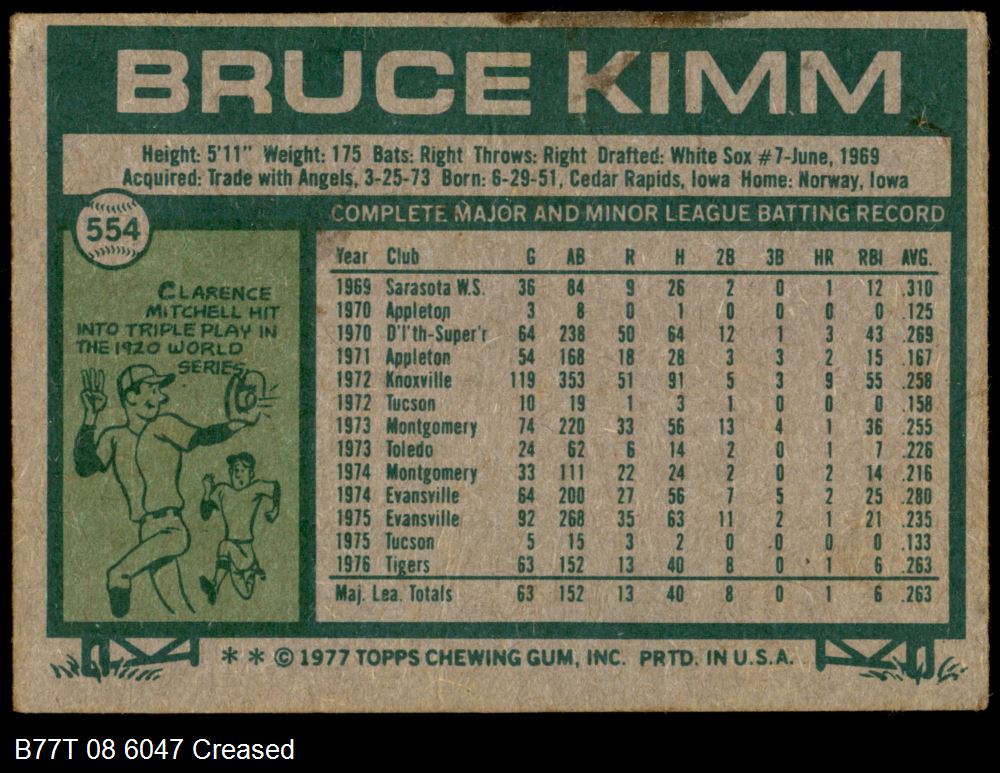 BRUCE KIMM
Height: 5'11" Weight: 175 Bats: Right Throws: Right Drafted: White Sox #7-June, 1969
Acquired: Trade with Angels, 3-25-73 Born: 6-29-51, Cedar Rapids, Iowa Home: Norway, Iowa
554
COMPLETE MAJOR AND MINOR LEAGUE BATTING RECORD
CLARENCE
MITCHELL HIT
INTO TRIPLE PLAY IN
THE 1920 WORLD
SERIES.
Year Club G AB R H 2B 3B HR RBI AVG.
1969 Sarasota W.S. 36 84 9 26 2 0 1 12 .310
1970 Appleton 3 8 0 1 0 0 0 0 .125
1970 D'l'th-Super'r 64 238 50 64 12 1 3 43 .269
1971 Appleton 54 168 18 28 3 3 2 15 .167
1972 Knoxville 119 353 51 91 5 3 9 55 .258
1972 Tucson 10 19 1 3 1 0 0 0 .158
1973 Montgomery 74 220 33 56 13 4 1 36 .255
1973 Toledo 24 62 6 14 2 0 1 7 .226
1974 Montgomery 33 111 22 24 2 0 2 14 .216
1974 Evansville 64 200 27 56 7 5 2 25 .280
1975 Evansville 92 268 35 63 11 2 1 21 .235
1975 Tucson 5 15 3 2 0 0 0 0 .133
1976 Tigers 63 152 13 40 8 0 1 6 .263
Maj. Lea. Totals 63 152 13 40 8 0 1 6 .263
* * © 1977 TOPPS CHEWING GUM, INC. PRTD. IN U.S.A.
B77T 08 6047 Creased